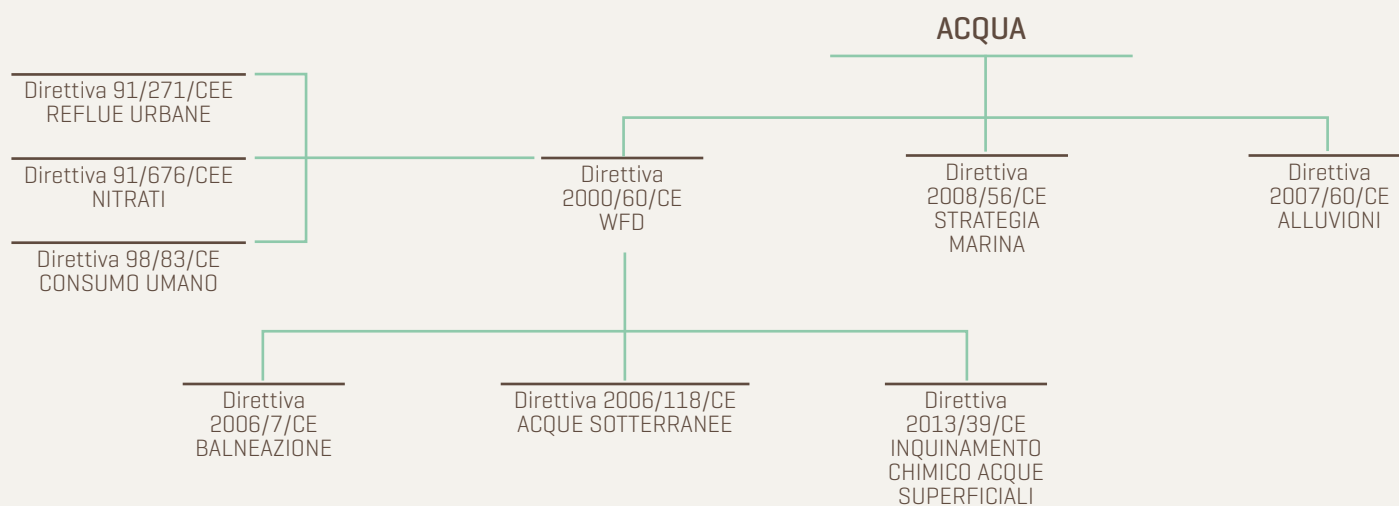 ACQUA
Direttiva 91/271/CEE
REFLUE URBANE
Direttiva 91/676/CEE
NITRATI
Direttiva 98/83/CE
CONSUMO UMANO
Direttiva
2000/60/CE
WFD
Direttiva
2008/56/CE
STRATEGIA
MARINA
Direttiva
2007/60/CE
ALLUVIONI
Direttiva
2006/7/CE
BALNEAZIONE
Direttiva 2006/118/CE
ACQUE SOTTERRANEE
Direttiva
2013/39/CE
INQUINAMENTO
CHIMICO ACQUE
SUPERFICIALI